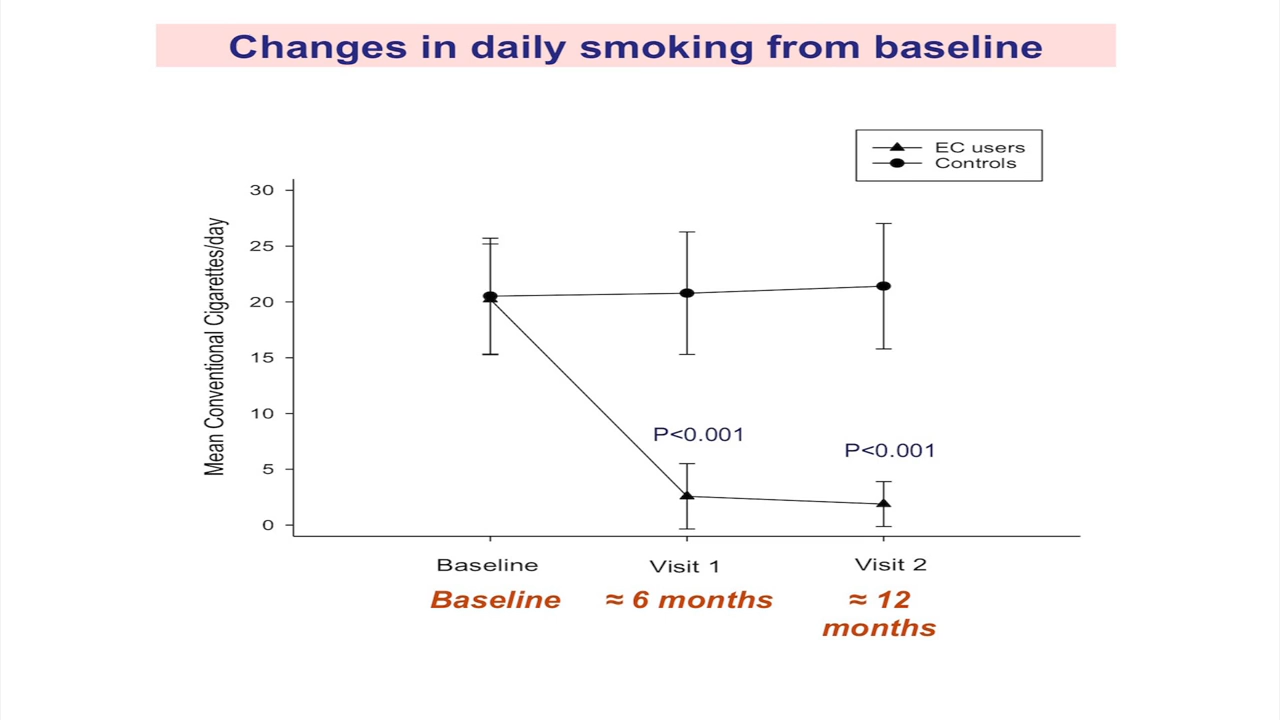 Changes in daily smoking from baseline
EC users
Controls
Mean Conventional Cigarettes/day
30
25
20
15
10
5
0
P<0.001
P<0.001
Baseline
Visit 1
Visit 2
Baseline
≈ 6 months
≈ 12
months